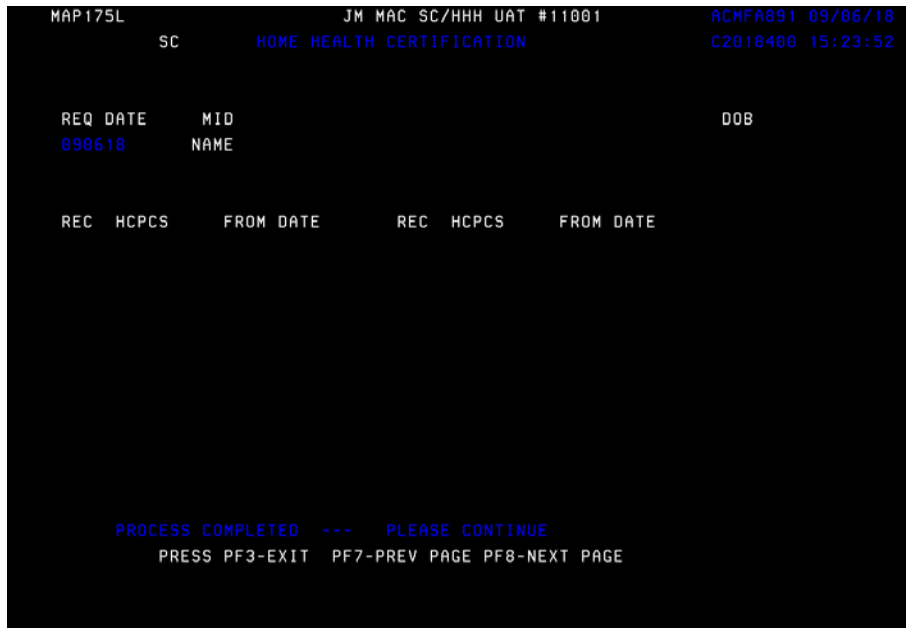 MAP175L JM MAC SC/HHH UAT #11001 ACMFA891 09/06/18
SC HOME HEALTH CERTIFICATION C2018400 15:23:52
REQ DATE MID DOB
090618 NAME
REC HCPCS FROM DATE REC HCPCS FROM DATE
PROCESS COMPLETED --- PLEASE CONTINUE
PRESS PF3-EXIT PF7-PREV PAGE PF8-NEXT PAGE